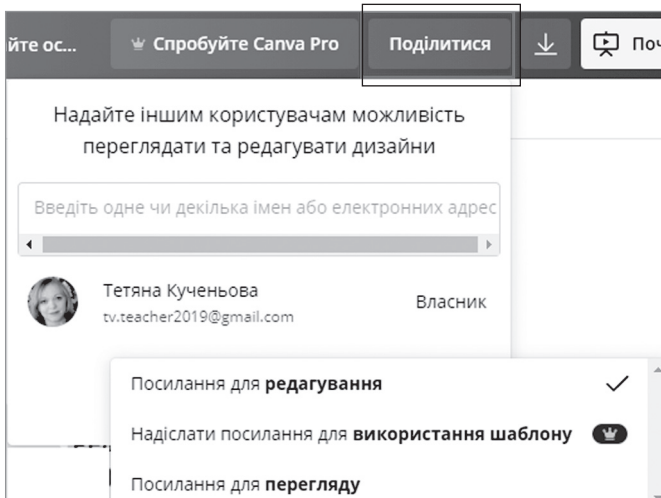 йте ос... Спробуйте Canva Pro Поділитися Поч
Надайте іншим користувачам можливість
переглядати та редагувати дизайни
Введіть одне чи декілька імен або електронних адрес
Тетяна Кученьова
Власник
tv.teacher2019@gmail.com
Посилання для редагування
Надіслати посилання для використання шаблону
Посилання для перегляду